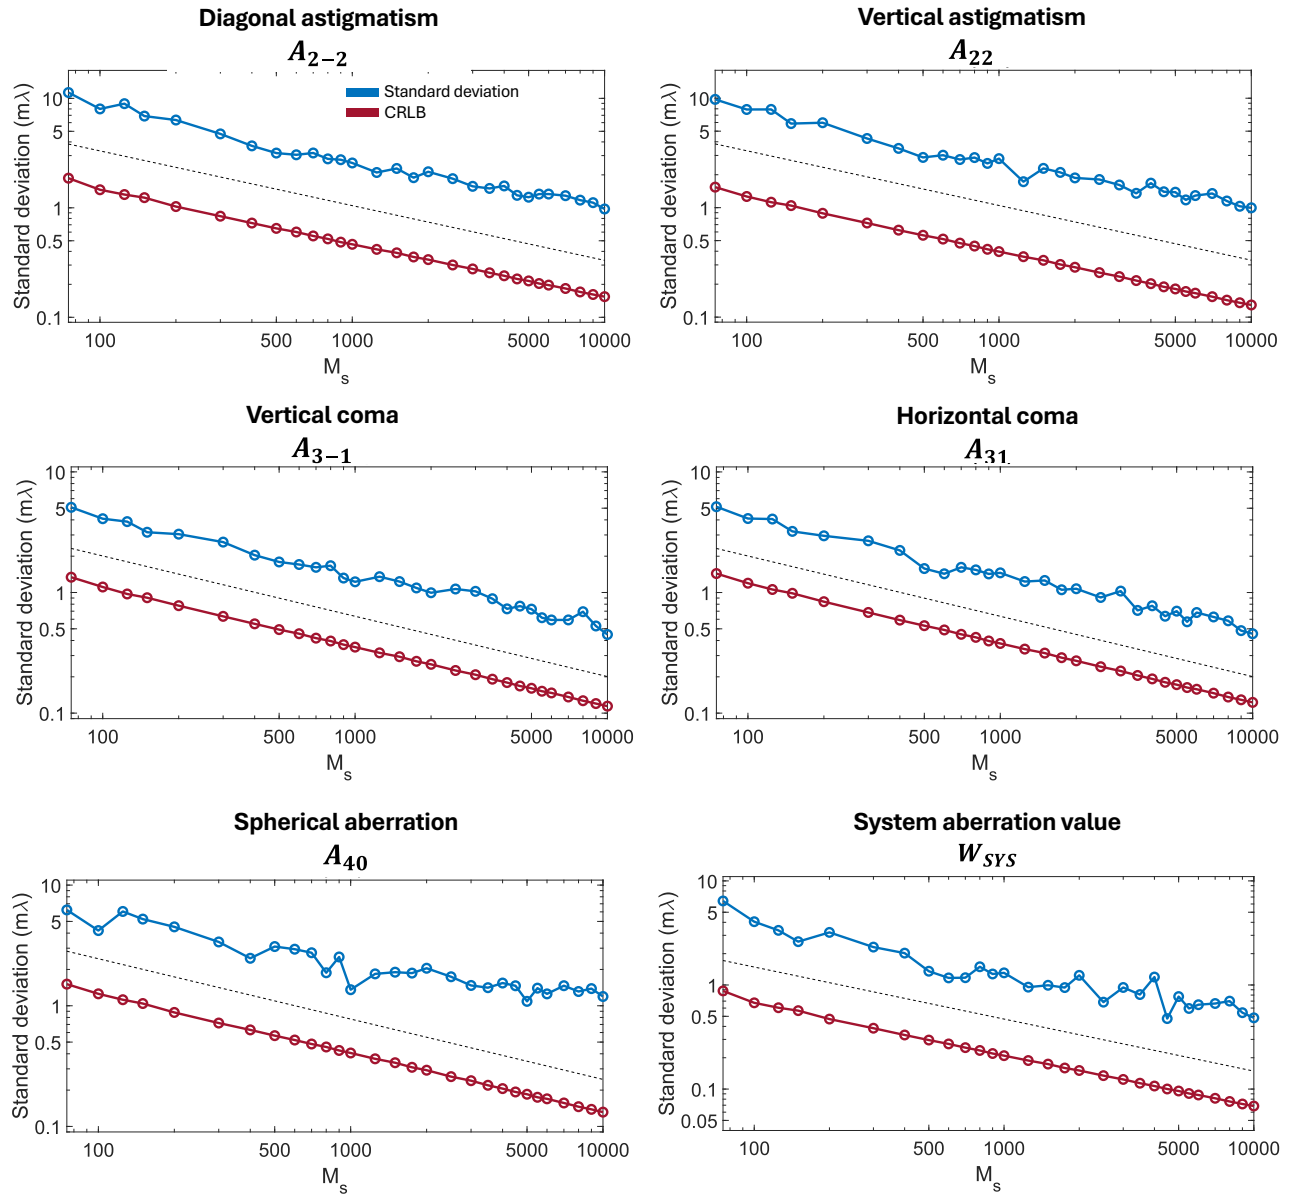 Diagonal astigmatism
A2−2
Standard deviation
CRLB
10
5
1
0.5
0.1
Standard deviation (mλ)
100
500
1000
5000
10000
Ms
Vertical astigmatism
A22
10
5
1
0.5
0.1
Standard deviation (mλ)
100
500
1000
5000
10000
Ms
Vertical coma
A3−1
10
5
1
0.5
0.1
Standard deviation (mλ)
100
500
1000
5000
10000
Ms
Horizontal coma
A31
10
5
1
0.5
0.1
Standard deviation (mλ)
100
500
1000
5000
10000
Ms
Spherical aberration
A40
10
5
1
0.5
0.1
Standard deviation (mλ)
100
500
1000
5000
10000
Ms
System aberration value
WSYS
10
5
1
0.5
0.1
0.05
Standard deviation (mλ)
100
500
1000
5000
10000
Ms